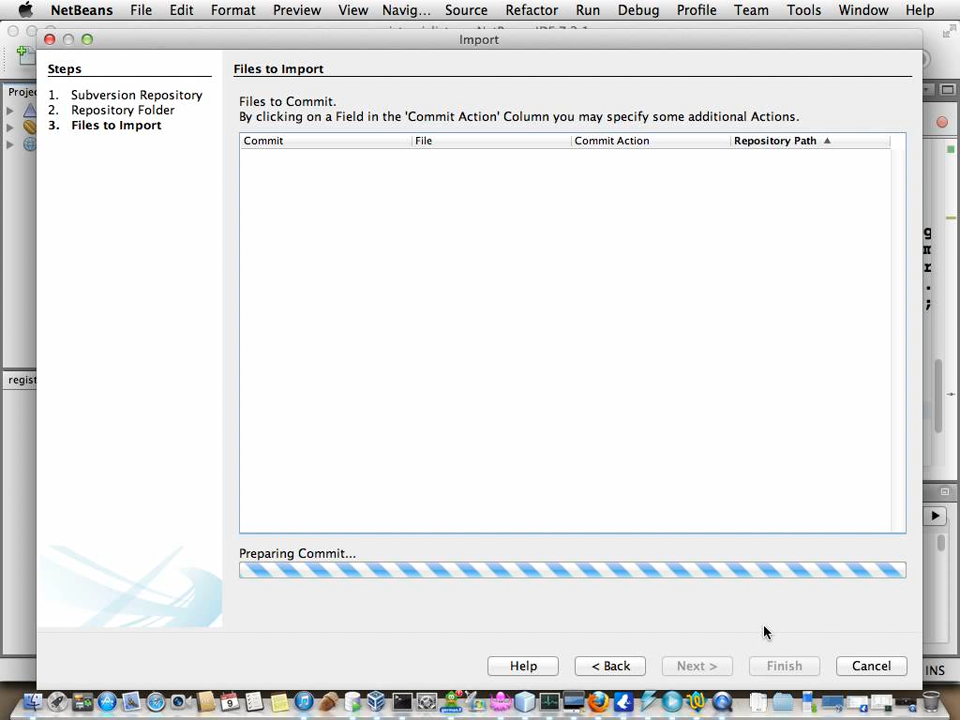 NetBeans File Edit Format Preview View Navig... Source Refactor Run Debug Profile Team Tools Window Help
Import
Steps
1. Subversion Repository
2. Repository Folder
3. Files to Import
Files to Import
Files to Commit.
By clicking on a Field in the 'Commit Action' Column you may specify some additional Actions.
Commit File Commit Action Repository Path
Projec
regist
Preparing Commit...
Help < Back Next > Finish Cancel
INS